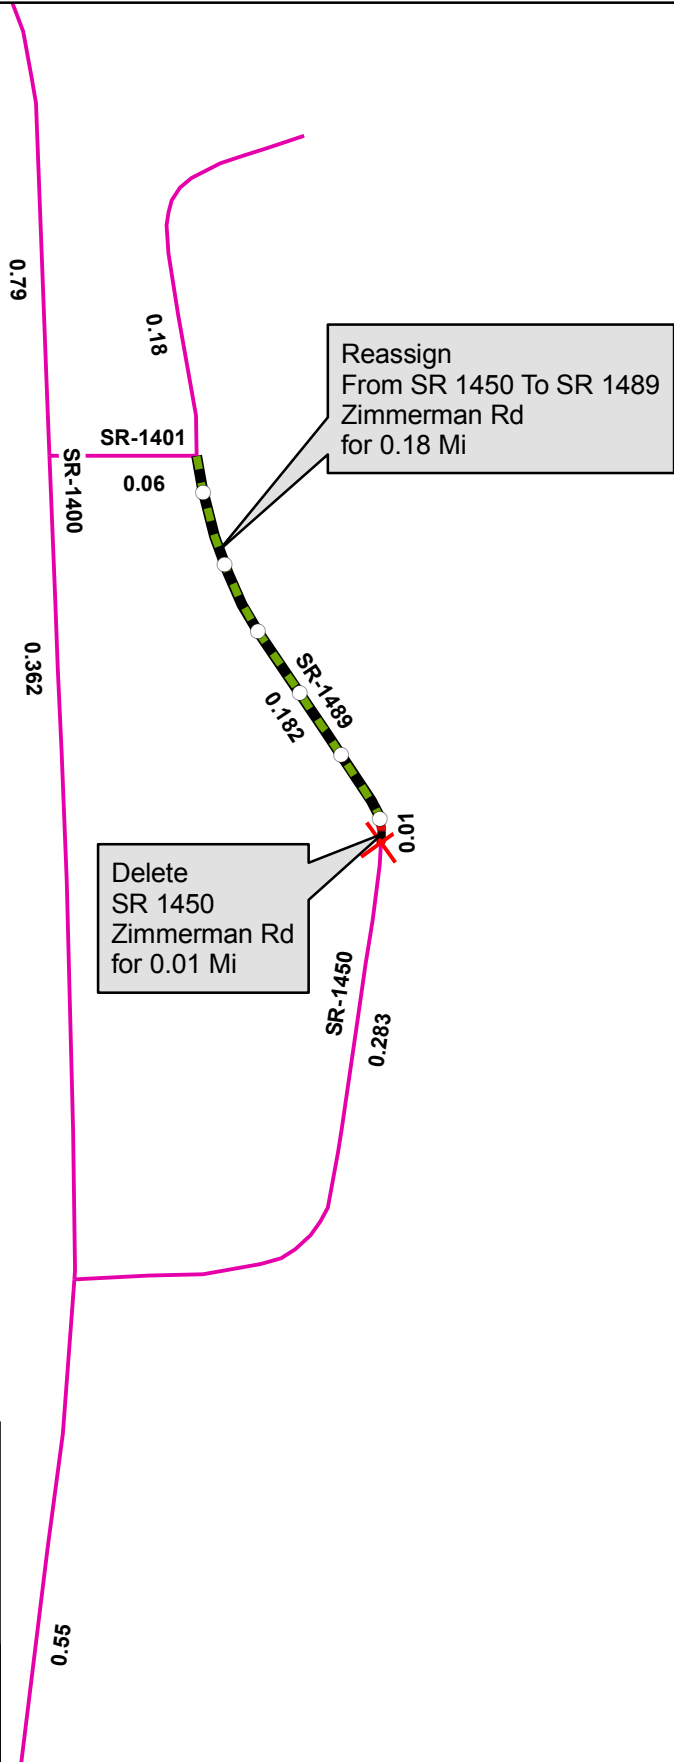 0.79
0.18
Reassign
From SR 1450 To SR 1489
Zimmerman Rd
for 0.18 Mi
SR-1401
SR-1400
0.06
0.362
SR-1489
0.182
0.01
Delete
SR 1450
Zimmerman Rd
for 0.01 Mi
SR-1450
0.283
0.55